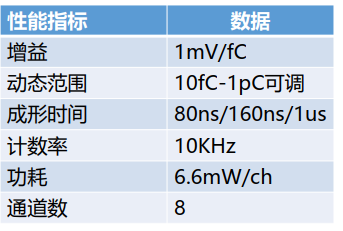 性能指标 数据
增益 1mV/fC
动态范围 10fC-1pC可调
成形时间 80ns/160ns/1us
计数率 10KHz
功耗 6.6mW/ch
通道数 8